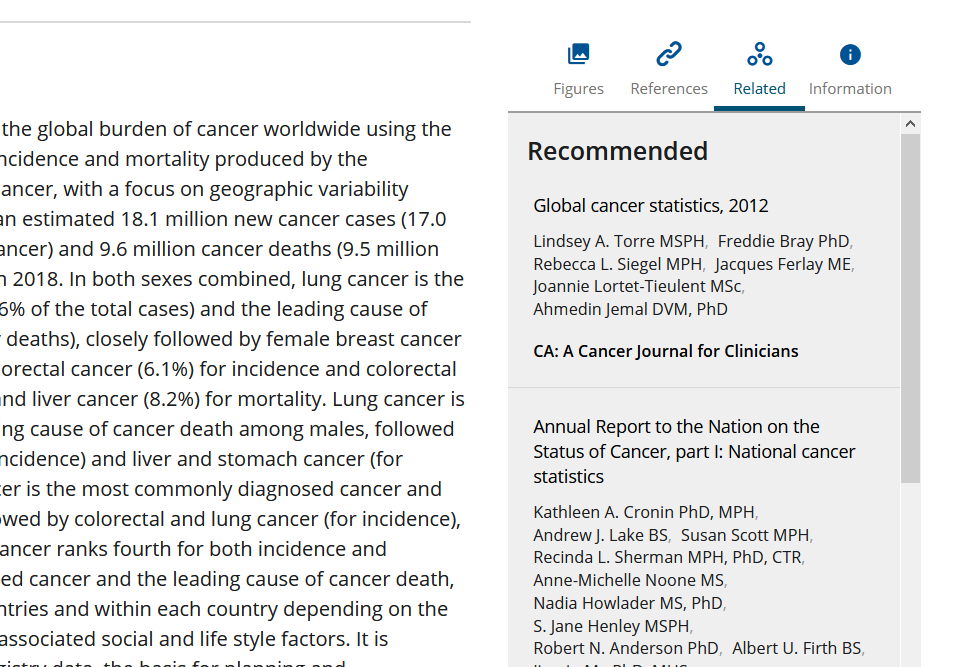 the global burden of cancer worldwide using the
ncidence and mortality produced by the
ancer, with a focus on geographic variability
an estimated 18.1 million new cancer cases (17.0
ancer) and 9.6 million cancer deaths (9.5 million
n 2018. In both sexes combined, lung cancer is the
6% of the total cases) and the leading cause of
deaths), closely followed by female breast cancer
orectal cancer (6.1%) for incidence and colorectal
nd liver cancer (8.2%) for mortality. Lung cancer is
ng cause of cancer death among males, followed
ncidence) and liver and stomach cancer (for
cer is the most commonly diagnosed cancer and
owed by colorectal and lung cancer (for incidence),
ancer ranks fourth for both incidence and
ed cancer and the leading cause of cancer death,
ntries and within each country depending on the
associated social and life style factors. It is
gistry data, the basis for planning and
Figures References Related Information
Recommended
Global cancer statistics, 2012
Lindsey A. Torre MSPH, Freddie Bray PhD,
Rebecca L. Siegel MPH, Jacques Ferlay ME,
Joannie Lortet-Tieulent MSc,
Ahmedin Jemal DVM, PhD
CA: A Cancer Journal for Clinicians
Annual Report to the Nation on the
Status of Cancer, part I: National cancer
statistics
Kathleen A. Cronin PhD, MPH,
Andrew J. Lake BS, Susan Scott MPH,
Recinda L. Sherman MPH, PhD, CTR,
Anne-Michelle Noone MS,
Nadia Howlader MS, PhD,
S. Jane Henley MSPH,
Robert N. Anderson PhD, Albert U. Firth BS,